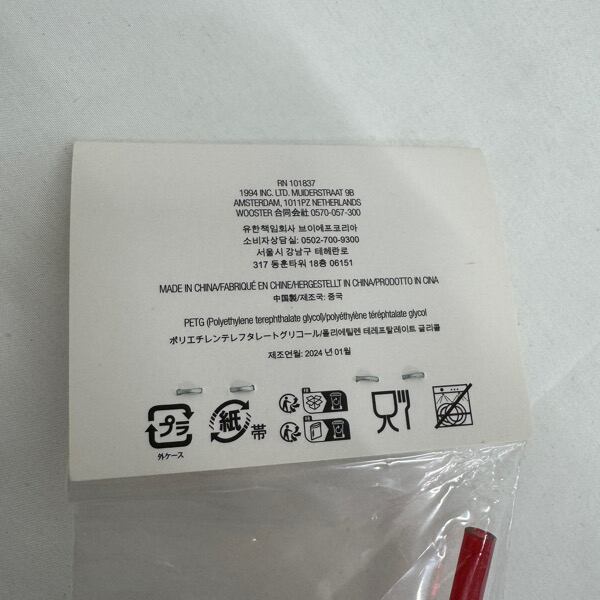 RN 101837
1994 INC. LTD. MUIDERSTRAAT 9B
AMSTERDAM, 1011PZ NETHERLANDS
WOOSTER 合同会社 0570-057-300
유한책임회사 브이에프코리아
소비자상담실: 0502-700-9300
서울시 강남구 테헤란로
317 동훈타워 18층 06151
MADE IN CHINA/FABRIQUÉ EN CHINE/HERGESTELLT IN CHINA/PRODOTTO IN CINA
中国製/제조국: 중국
PETG (Polyethylene terephthalate glycol)/polyéthylène téréphtalate glycol
ポリエチレンテレフタレートグリコール/폴리에틸렌 테레프탈레이트 글리콜
제조연월: 2024 년 01월
プラ
紙
帯
外ケース